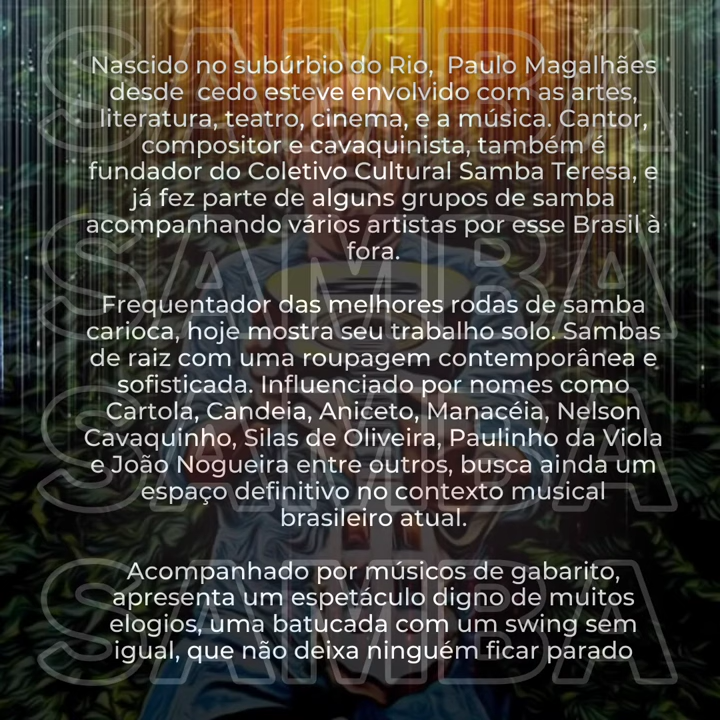 SAMBA
Nascido no subúrbio do Rio,  Paulo Magalhães
desde  cedo esteve envolvido com as artes,
literatura, teatro, cinema, e a música. Cantor,
compositor e cavaquinista, também é
fundador do Coletivo Cultural Samba Teresa, e
já fez parte de alguns grupos de samba
acompanhando vários artistas por esse Brasil à
fora.
SAMBA
Frequentador das melhores rodas de samba
carioca, hoje mostra seu trabalho solo. Sambas
de raiz com uma roupagem contemporânea e
sofisticada. Influenciado por nomes como
Cartola, Candeia, Aniceto, Manacéia, Nelson
Cavaquinho, Silas de Oliveira, Paulinho da Viola
e João Nogueira entre outros, busca ainda um
espaço definitivo no contexto musical
brasileiro atual.
SAMBA
Acompanhado por músicos de gabarito,
apresenta um espetáculo digno de muitos
elogios, uma batucada com um swing sem
igual, que não deixa ninguém ficar parado
SAMBA